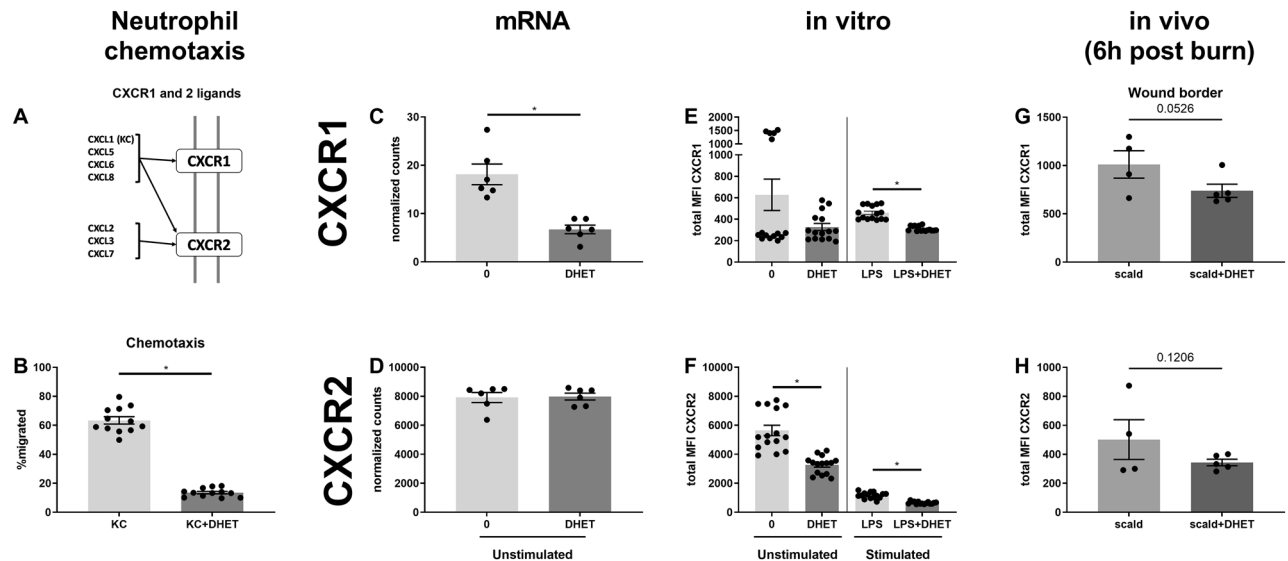 Neutrophil
chemotaxis
mRNA
in vitro
in vivo
(6h post burn)
A
CXCR1 and 2 ligands
CXCL1 (KC)
CXCL5
CXCL6
CXCL8
CXCR1
CXCL2
CXCL3
CXCL7
CXCR2
CXCR1
C
*
30
20
10
0
normalized counts
0
DHET
E
2000
1500
1000
800
600
400
200
0
total MFI CXCR1
*
0
DHET
LPS
LPS+DHET
G
Wound border
0.0526
1500
1000
500
0
total MFI CXCR1
scald
scald+DHET
B
Chemotaxis
*
100
80
60
40
20
0
%migrated
KC
KC+DHET
CXCR2
D
10000
8000
6000
4000
2000
0
normalized counts
0
DHET
Unstimulated
F
10000
8000
6000
4000
2000
0
total MFI CXCR2
*
*
0
DHET
LPS
LPS+DHET
Unstimulated
Stimulated
H
0.1206
1000
800
600
400
200
0
total MFI CXCR2
scald
scald+DHET